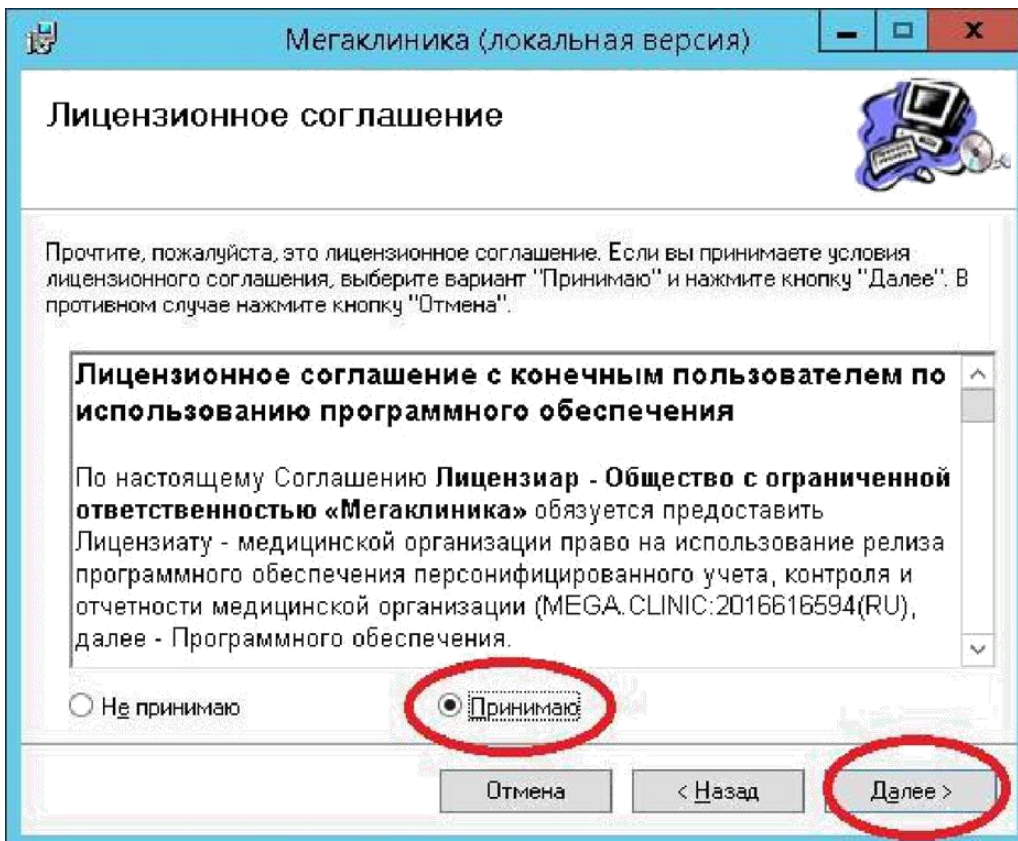 Мегаклиника (локальная версия)
Лицензионное соглашение
Прочтите, пожалуйста, это лицензионное соглашение. Если вы принимаете условия
лицензионного соглашения, выберите вариант "Принимаю" и нажмите кнопку "Далее". В
противном случае нажмите кнопку "Отмена".
Лицензионное соглашение с конечным пользователем по
использованию программного обеспечения
По настоящему Соглашению Лицензиар - Общество с ограниченной
ответственностью «Мегаклиника» обязуется предоставить
Лицензиату - медицинской организации право на использование релиза
программного обеспечения персонифицированного учета, контроля и
отчетности медицинской организации (MEGA.CLINIC:2016616594(RU),
далее - Программного обеспечения.
Не принимаю Принимаю
Отмена < Назад Далее >